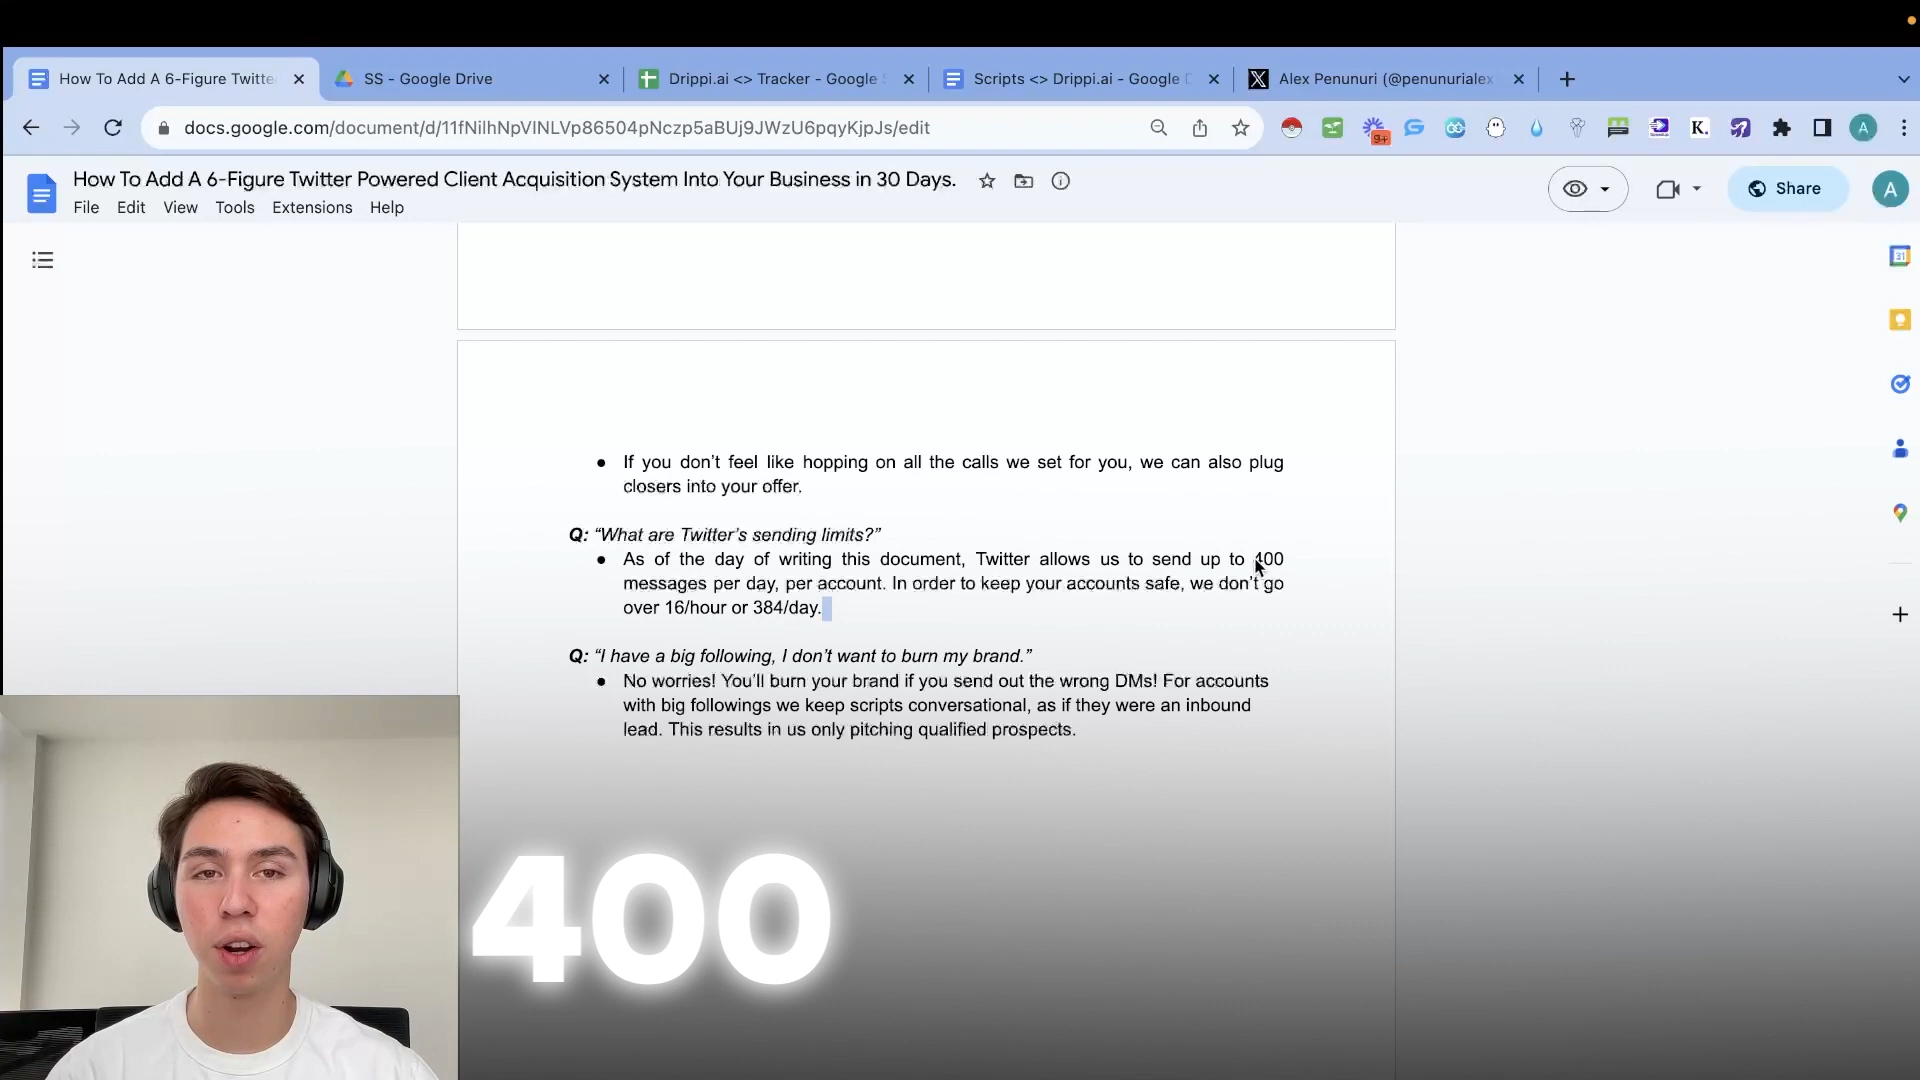 How To Add A 6-Figure Twitte
SS - Google Drive
Drippi.ai <> Tracker - Google
Scripts <> Drippi.ai - Google
Alex Penunuri (@penunurialex
docs.google.com/document/d/11fNilhNpVINLVp86504pNczp5aBUj9JWzU6pqyKjpJs/edit
g+
K.
A
How To Add A 6-Figure Twitter Powered Client Acquisition System Into Your Business in 30 Days.
File Edit View Tools Extensions Help
Share
A
31
● If you don’t feel like hopping on all the calls we set for you, we can also plug
closers into your offer.
Q: “What are Twitter’s sending limits?”
● As of the day of writing this document, Twitter allows us to send up to 400
messages per day, per account. In order to keep your accounts safe, we don’t go
over 16/hour or 384/day.
Q: “I have a big following, I don’t want to burn my brand.”
● No worries! You’ll burn your brand if you send out the wrong DMs! For accounts
with big followings we keep scripts conversational, as if they were an inbound
lead. This results in us only pitching qualified prospects.
400